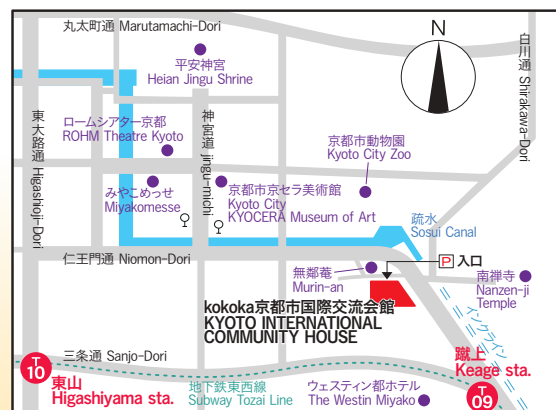 丸太町通 Marutamachi-Dori
N
白川通 Shirakawa-Dori
平安神宮
Heian Jingu Shrine
東大路通 Higashioji-Dori
ロームシアター京都
ROHM Theatre Kyoto
神宮道 jingu-michi
京都市動物園
Kyoto City Zoo
みやこめっせ
Miyakomesse
京都市京セラ美術館
Kyoto City
KYOCERA Museum of Art
疏水
Sosui Canal
仁王門通 Niomon-Dori
P 入口
無鄰菴
Murin-an
南禅寺
Nanzen-ji
Temple
kokoka京都市国際交流会館
KYOTO INTERNATIONAL
COMMUNITY HOUSE
インクライン
三条通 Sanjo-Dori
蹴上
Keage sta.
T
10
東山
Higashiyama sta.
地下鉄東西線
Subway Tozai Line
ウェスティン都ホテル
The Westin Miyako
T
09